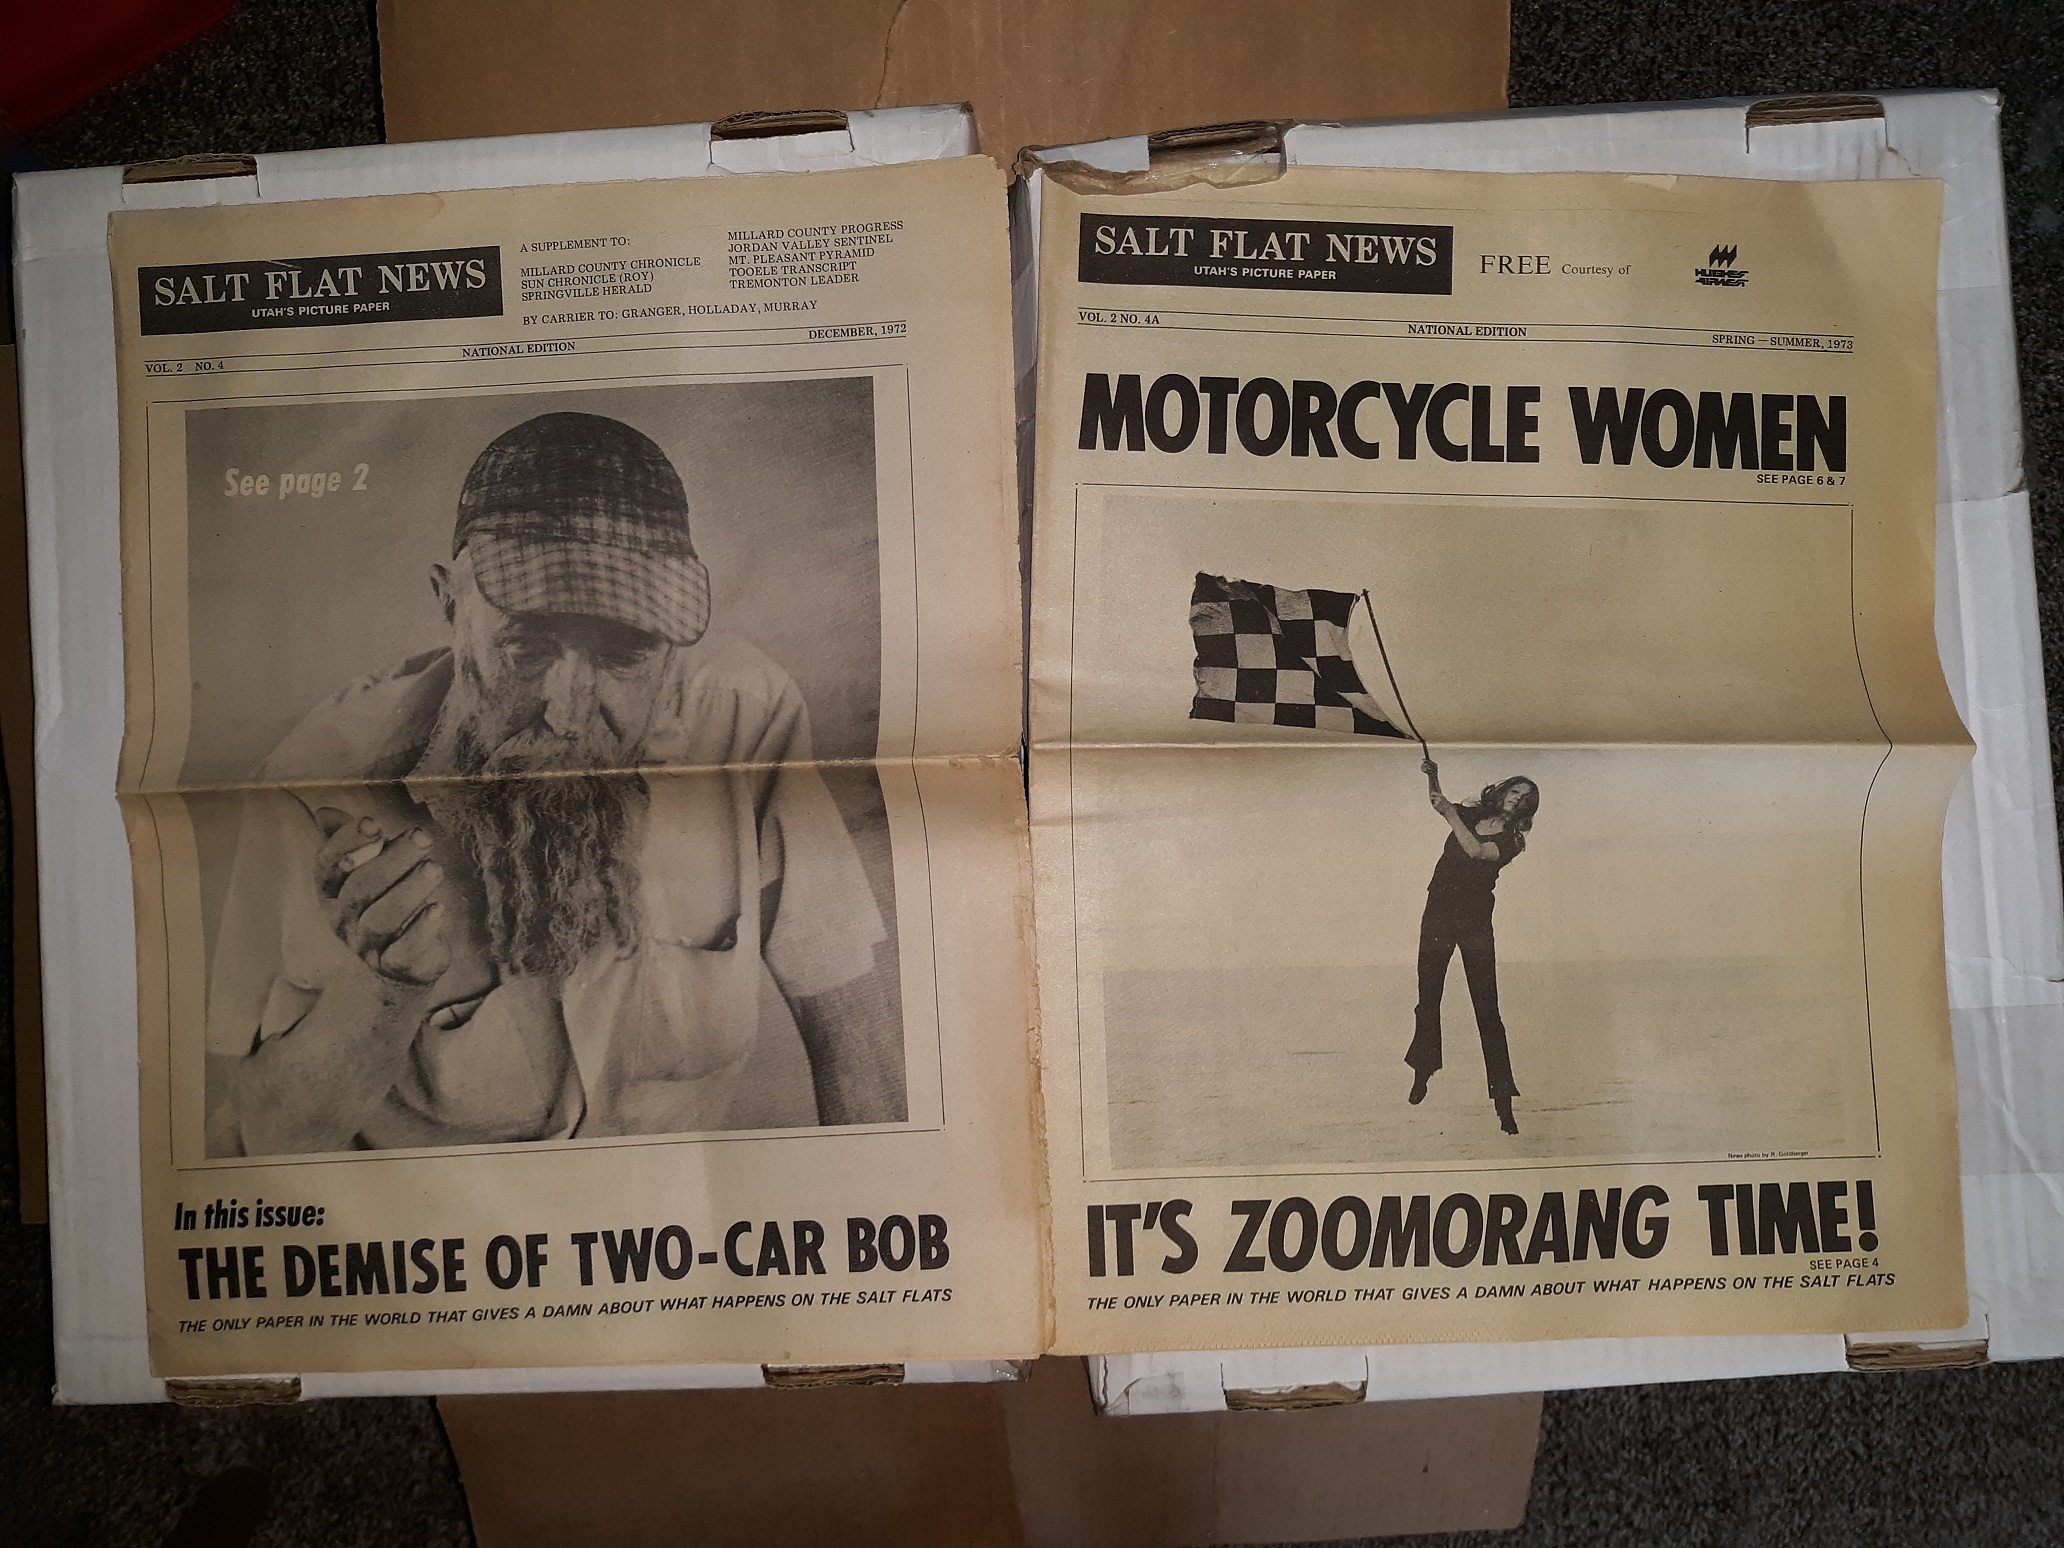 SALT FLAT NEWS
UTAH'S PICTURE PAPER
A SUPPLEMENT TO:
MILLARD COUNTY CHRONICLE
SUN CHRONICLE (ROY)
SPRINGVILLE HERALD
MILLARD COUNTY PROGRESS
JORDAN VALLEY SENTINEL
MT. PLEASANT PYRAMID
TOOELE TRANSCRIPT
TREMONTON LEADER
BY CARRIER TO: GRANGER, HOLLADAY, MURRAY
VOL. 2 NO. 4 NATIONAL EDITION DECEMBER, 1972
See page 2
In this issue:
THE DEMISE OF TWO-CAR BOB
THE ONLY PAPER IN THE WORLD THAT GIVES A DAMN ABOUT WHAT HAPPENS ON THE SALT FLATS
SALT FLAT NEWS
UTAH'S PICTURE PAPER
FREE Courtesy of
HUGHES
AIRWEST
VOL. 2 NO. 4A NATIONAL EDITION SPRING — SUMMER, 1973
MOTORCYCLE WOMEN
SEE PAGE 6 & 7
News photo by R. Goldberger
IT'S ZOOMORANG TIME!
SEE PAGE 4
THE ONLY PAPER IN THE WORLD THAT GIVES A DAMN ABOUT WHAT HAPPENS ON THE SALT FLATS